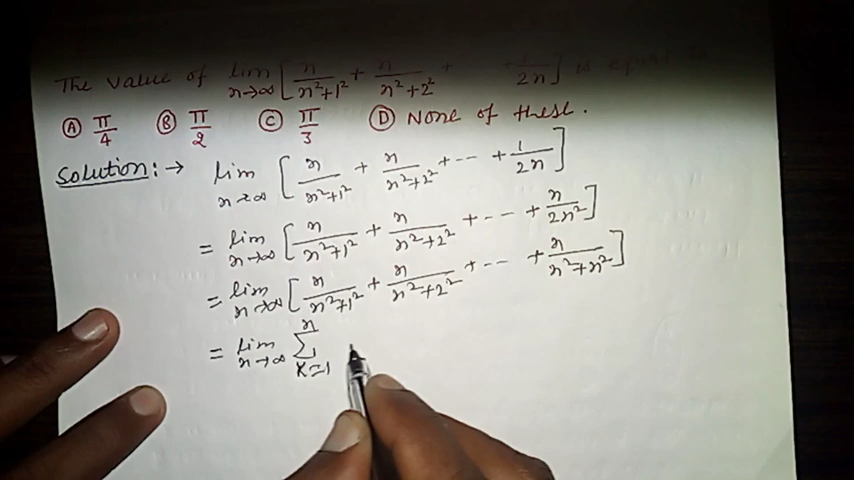 The value of lim n→∞ [n/(n²+1²) + n/(n²+2²) + 1/2n] is equal
Ⓐ π/4 Ⓑ π/2 Ⓒ π/3 Ⓓ None of these.
Solution:→ lim n→∞ [n/(n²+1²) + n/(n²+2²) + -- + 1/2n]
= lim n→∞ [n/(n²+1²) + n/(n²+2²) + -- + n/2n²]
= lim n→∞ [n/(n²+1²) + n/(n²+2²) + -- + n/(n²+n²)]
= lim n→∞ n∑K=1